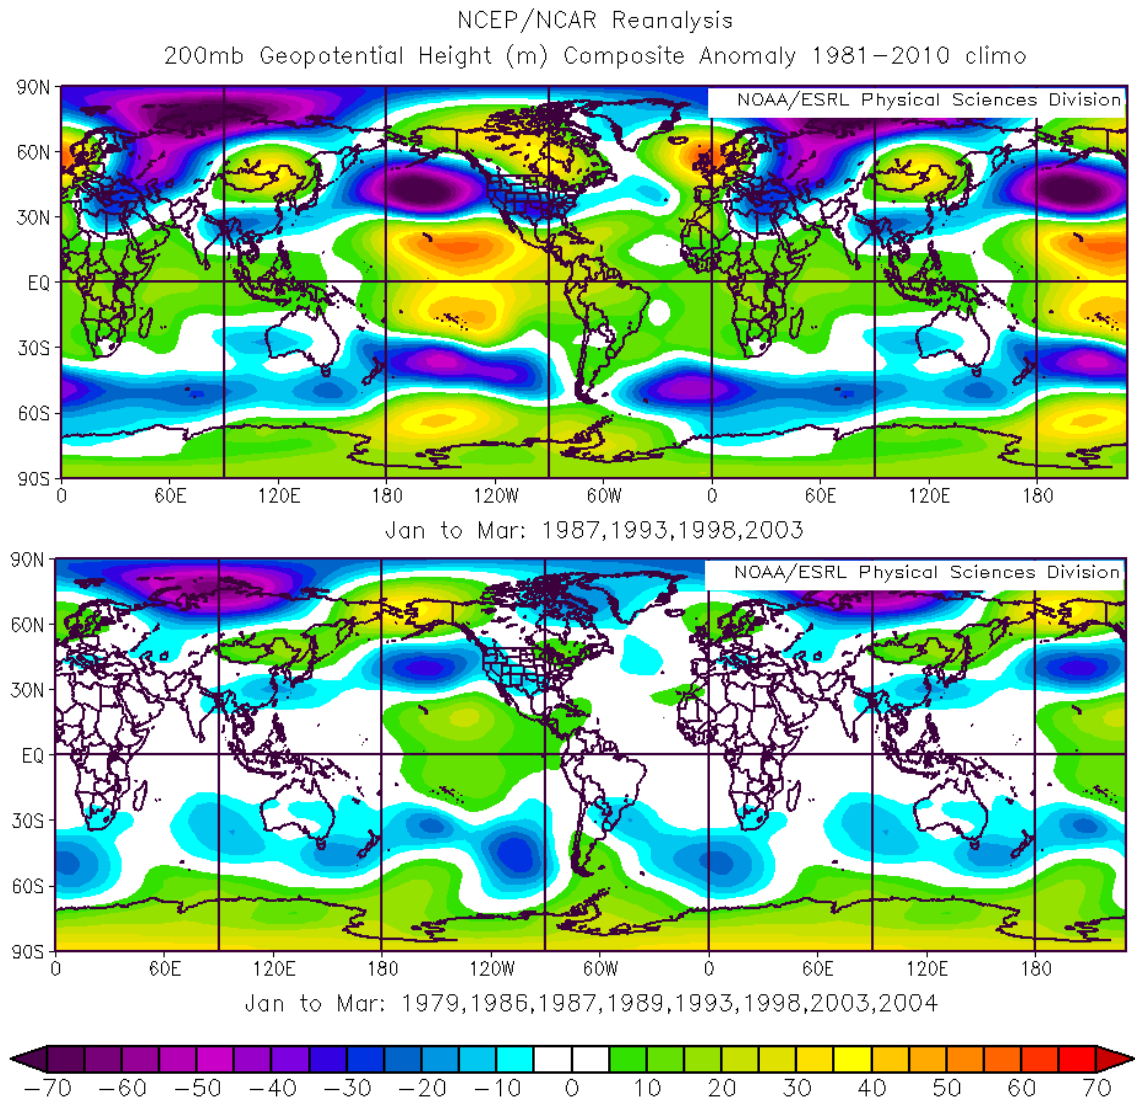 NCEP/NCAR Reanalysis
200mb Geopotential Height (m) Composite Anomaly 1981−2010 climo
NOAA/ESRL Physical Sciences Division
90N
60N
30N
EQ
30S
60S
90S
0 60E 120E 180 120W 60W 0 60E 120E 180
Jan to Mar: 1987,1993,1998,2003
NOAA/ESRL Physical Sciences Division
90N
60N
30N
EQ
30S
60S
90S
0 60E 120E 180 120W 60W 0 60E 120E 180
Jan to Mar: 1979,1986,1987,1989,1993,1998,2003,2004
−70 −60 −50 −40 −30 −20 −10 0 10 20 30 40 50 60 70